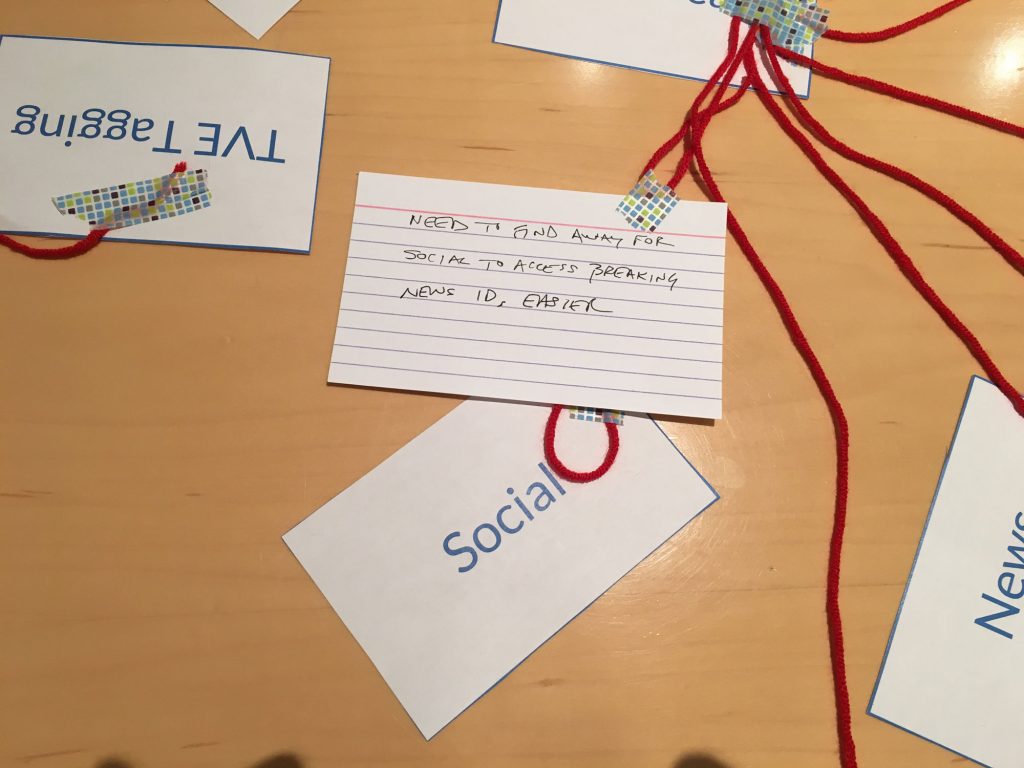 TVE Tagging
NEED TO FIND AWAY FOR
SOCIAL TO ACCESS BREAKING
NEWS ID, EASIER
Social
News